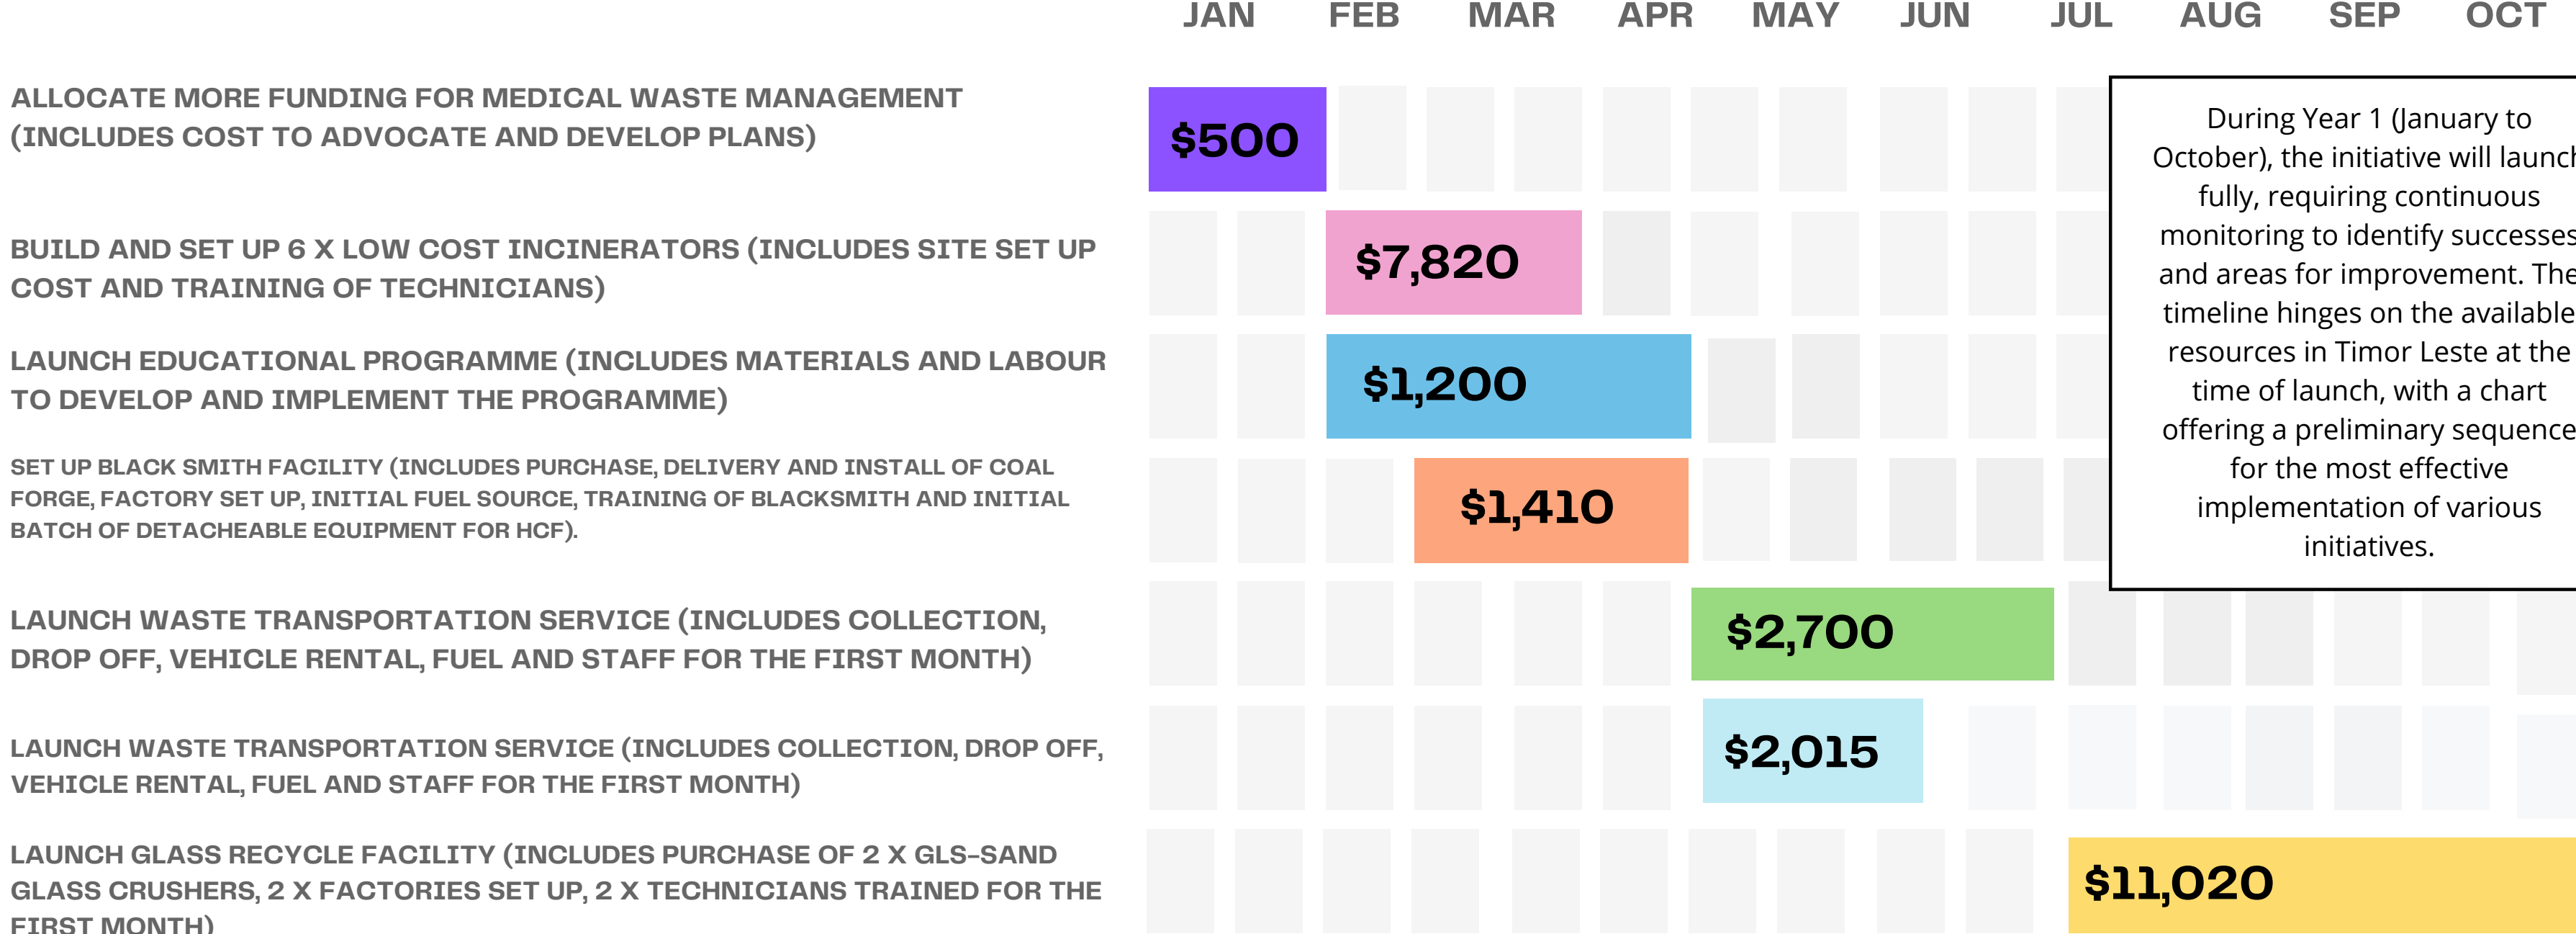 JAN FEB MAR APR MAY JUN JUL AUG SEP OCT
ALLOCATE MORE FUNDING FOR MEDICAL WASTE MANAGEMENT
(INCLUDES COST TO ADVOCATE AND DEVELOP PLANS)
$500
BUILD AND SET UP 6 X LOW COST INCINERATORS (INCLUDES SITE SET UP
COST AND TRAINING OF TECHNICIANS)
$7,820
LAUNCH EDUCATIONAL PROGRAMME (INCLUDES MATERIALS AND LABOUR
TO DEVELOP AND IMPLEMENT THE PROGRAMME)
$1,200
SET UP BLACK SMITH FACILITY (INCLUDES PURCHASE, DELIVERY AND INSTALL OF COAL
FORGE, FACTORY SET UP, INITIAL FUEL SOURCE, TRAINING OF BLACKSMITH AND INITIAL
BATCH OF DETACHEABLE EQUIPMENT FOR HCF).
$1,410
During Year 1 (January to
October), the initiative will launch
fully, requiring continuous
monitoring to identify successes
and areas for improvement. The
timeline hinges on the available
resources in Timor Leste at the
time of launch, with a chart
offering a preliminary sequence
for the most effective
implementation of various
initiatives.
LAUNCH WASTE TRANSPORTATION SERVICE (INCLUDES COLLECTION,
DROP OFF, VEHICLE RENTAL, FUEL AND STAFF FOR THE FIRST MONTH)
$2,700
LAUNCH WASTE TRANSPORTATION SERVICE (INCLUDES COLLECTION, DROP OFF,
VEHICLE RENTAL, FUEL AND STAFF FOR THE FIRST MONTH)
$2,015
LAUNCH GLASS RECYCLE FACILITY (INCLUDES PURCHASE OF 2 X GLS-SAND
GLASS CRUSHERS, 2 X FACTORIES SET UP, 2 X TECHNICIANS TRAINED FOR THE
FIRST MONTH)
$11,020